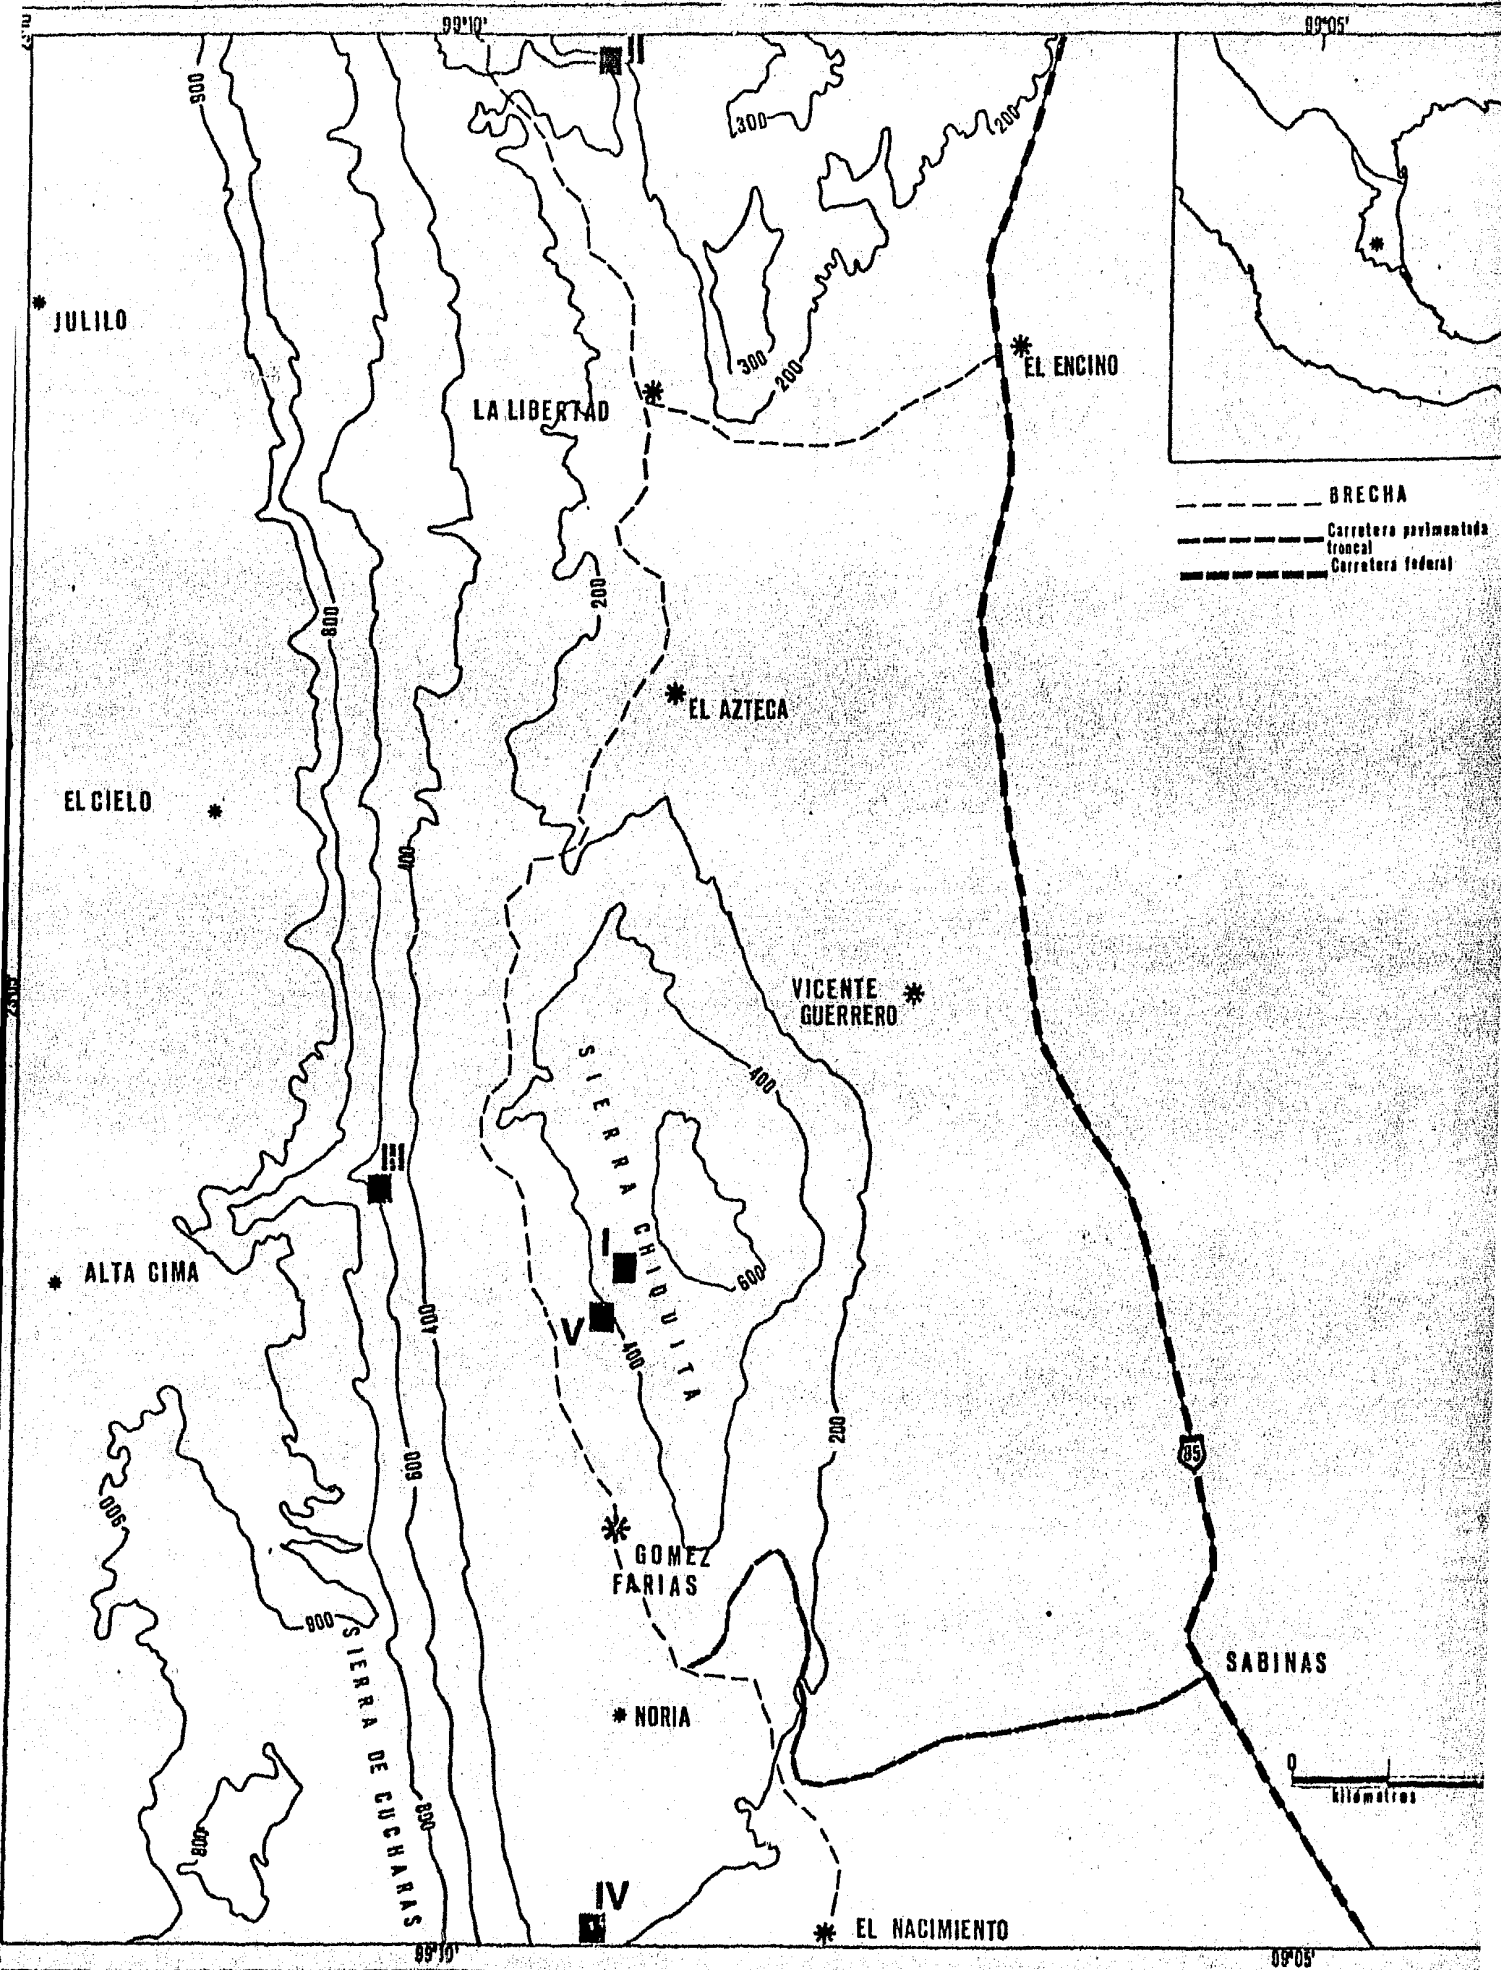 99°10'
99°05'
II
900
300
200
JULILO
300
200
EL ENCINO
LA LIBERTAD
BRECHA
Carretera pavimentada
troncal
Carretera federal
200
800
EL AZTECA
EL CIELO
400
VICENTE
GUERRERO
400
SIERRA CHIQUITA
III
I
600
ALTA CIMA
V
400
400
200
85
600
900
GOMEZ
FARIAS
800
SIERRA DE CUCHARAS
SABINAS
NORIA
0
kilómetros
800
800
IV
EL NACIMIENTO
99°10'
99°05'